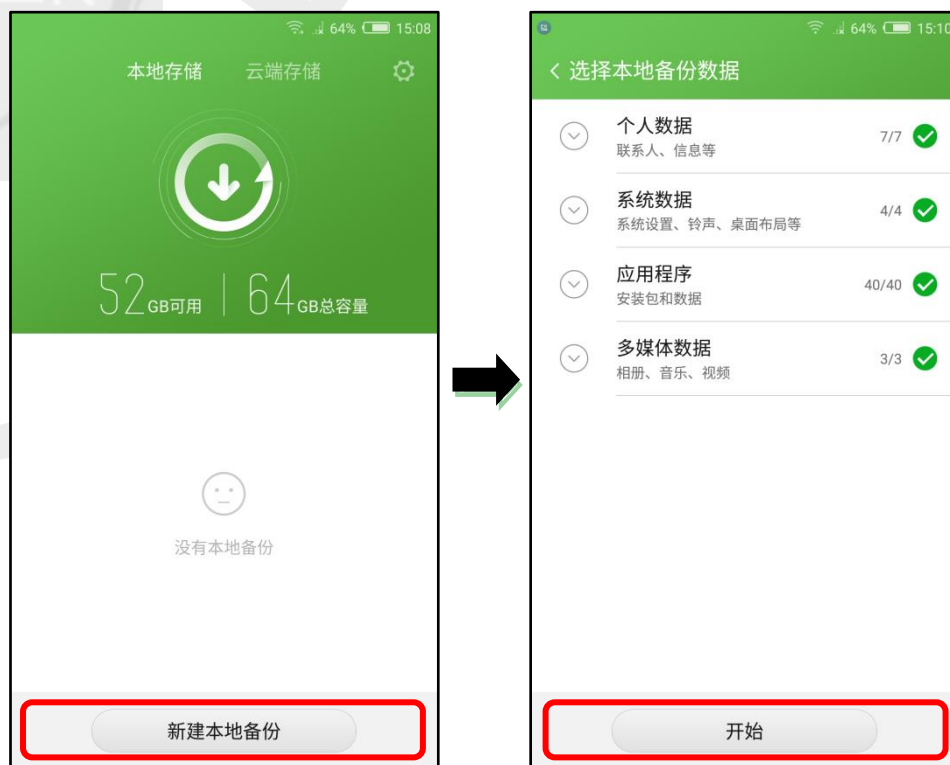 64% 15:08
本地存储 云端存储
52GB可用 64GB总容量
没有本地备份
新建本地备份
64% 15:10
选择本地备份数据
个人数据
联系人、信息等
7/7
系统数据
系统设置、铃声、桌面布局等
4/4
应用程序
安装包和数据
40/40
多媒体数据
相册、音乐、视频
3/3
开始